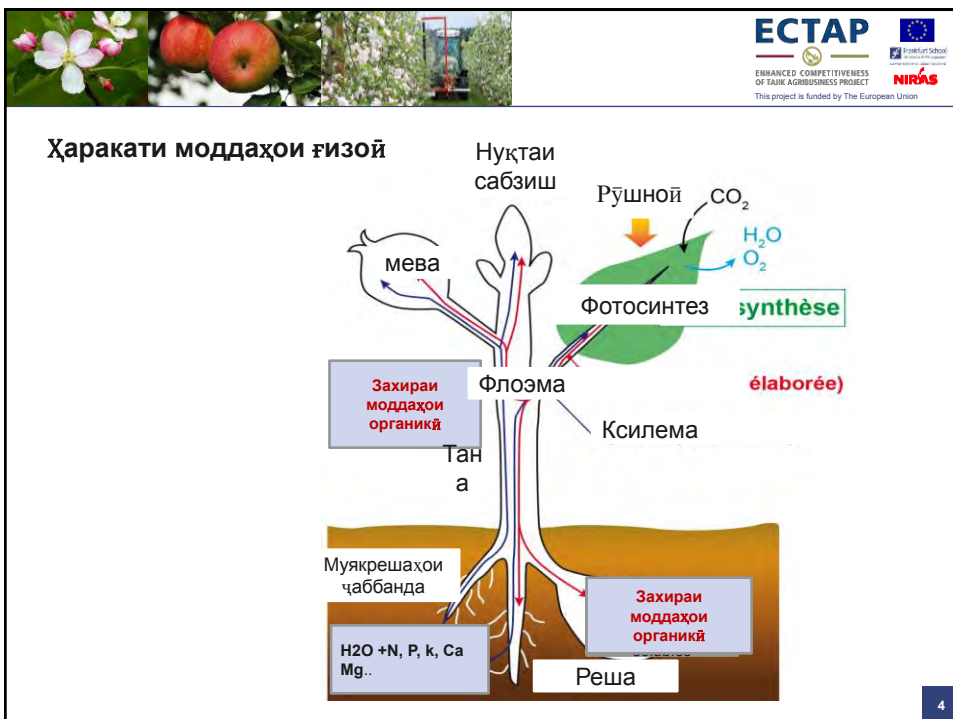 ECTAP
ENHANCED COMPETITIVENESS
OF TAJIK AGRIBUSINESS PROJECT
Frankfurt School
NIRAS
This project is funded by The European Union
Ҳаракати моддаҳои ғизоӣ
Нуқтаи
сабзиш
Рӯшноӣ
CO₂
H₂O
O₂
мева
Фотосинтез
synthèse
Захираи
моддаҳои
органикӣ
Флоэма
élaborée)
Ксилема
Тан
а
Муякрешаҳои
ҷаббанда
H2O +N, P, k, Ca
Mg..
Захираи
моддаҳои
органикӣ
Реша
4